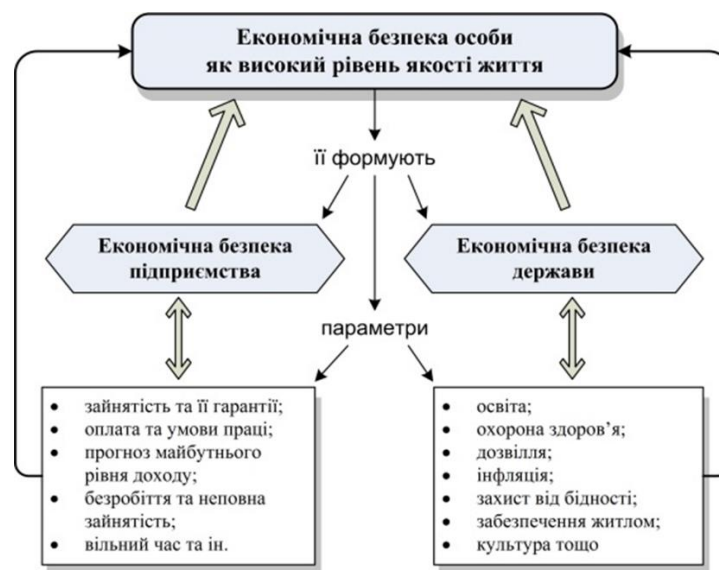 Економічна безпека особи
як високий рівень якості життя
її формують
Економічна безпека
підприємства
Економічна безпека
держави
параметри
• зайнятість та її гарантії;
• оплата та умови праці;
• прогноз майбутнього
рівня доходу;
• безробіття та неповна
зайнятість;
• вільний час та ін.
• освіта;
• охорона здоров’я;
• дозвілля;
• інфляція;
• захист від бідності;
• забезпечення житлом;
• культура тощо